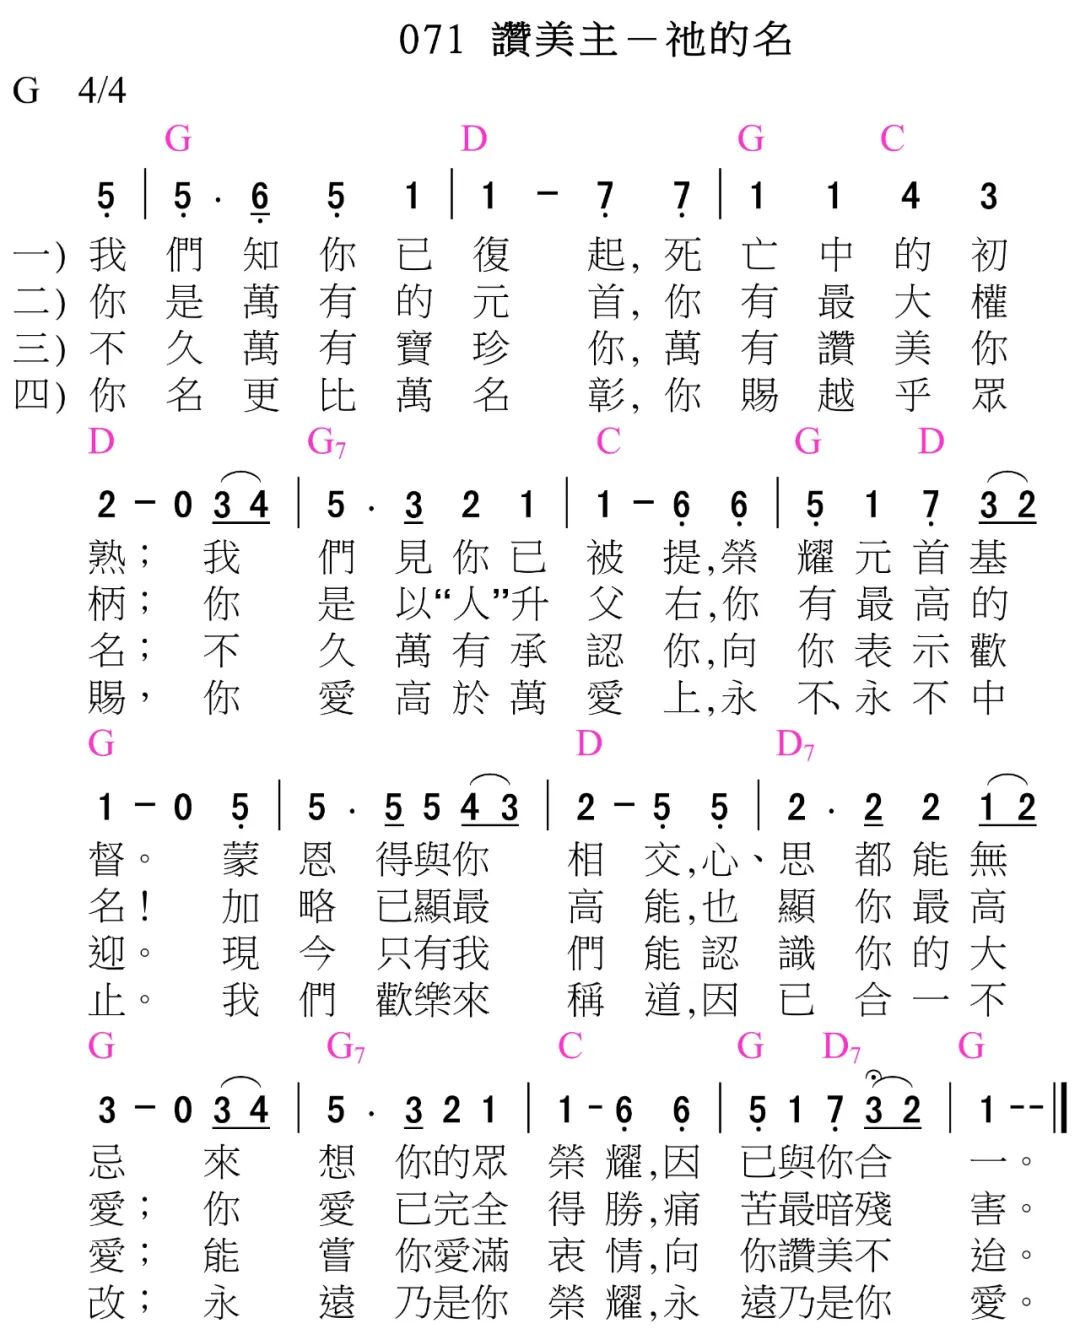 071 讚美主－祂的名
G 4/4
G D G C
5 | 5 . 6 5 1 | 1 － 7 7 | 1 1 4 3
一) 我們知你已復起, 死亡中的初
二) 你是萬有的元首, 你有最大權
三) 不久萬有寶珍你, 萬有讚美你
四) 你名更比萬名彰, 你賜越乎眾
D G7 C G D
2 － 0 3 4 | 5 . 3 2 1 | 1 － 6 6 | 5 1 7 3 2
熟；我們見你已被提,榮耀元首基
柄；你是以“人”升父右,你有最高的
名；不久萬有承認你,向你表示歡
賜，你愛高於萬愛上,永不、永不中
G D D7
1 － 0 5 | 5 . 5 5 4 3 | 2 － 5 5 | 2 . 2 2 1 2
督。蒙恩得與你相交,心、思都能無
名！加略已顯最高能,也顯你最高
迎。現今只有我們能認識你的大
止。我們歡樂來稱道,因已合一不
G G7 C G D7 G
3 － 0 3 4 | 5 . 3 2 1 | 1 - 6 6 | 5 1 7 3 2 | 1 - - ||
忌來想你的眾榮耀,因已與你合一。
愛；你愛已完全得勝,痛苦最暗殘害。
愛；能嘗你愛滿衷情,向你讚美不迨。
改；永遠乃是你榮耀,永遠乃是你愛。